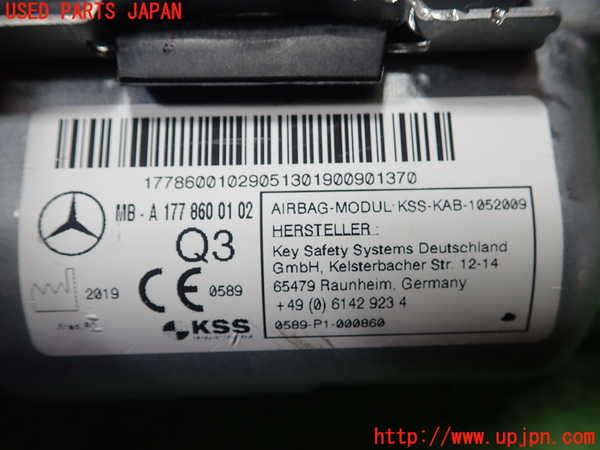 USED PARTS JAPAN
17786001029051301900901370
MB - A 177 860 01 02
Q3
2019
CE 0589
KSS
AIRBAG-MODUL KSS-KAB-1052009
HERSTELLER :
Key Safety Systems Deutschland
GmbH, Kelsterbacher Str. 12-14
65479 Raunheim, Germany
+49 (0) 6142 923 4
0589-P1-000860
http://www.upjpn.com/